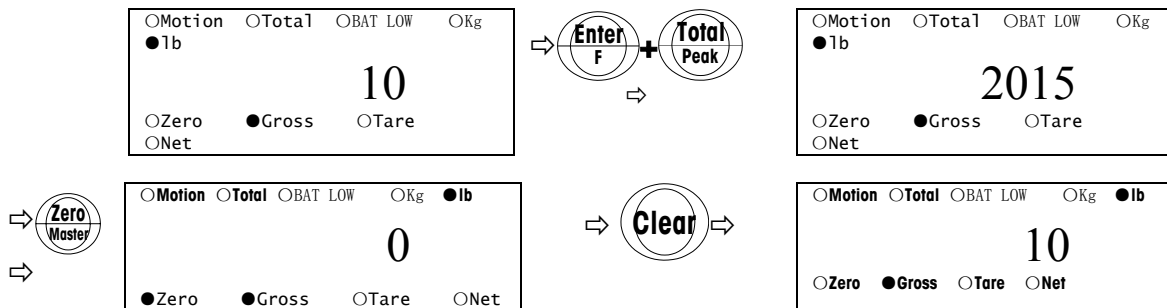 ○Motion ○Total ○BAT LOW ○Kg
●lb
10
○Zero ●Gross ○Tare
○Net
Enter
F
+
Total
Peak
○Motion ○Total ○BAT LOW ○Kg
●lb
2015
○Zero ●Gross ○Tare
○Net
Zero
Master
○Motion ○Total ○BAT LOW ○Kg ●lb
0
●Zero ●Gross ○Tare ○Net
Clear
○Motion ○Total ○BAT LOW ○Kg ●lb
10
○Zero ●Gross ○Tare ○Net